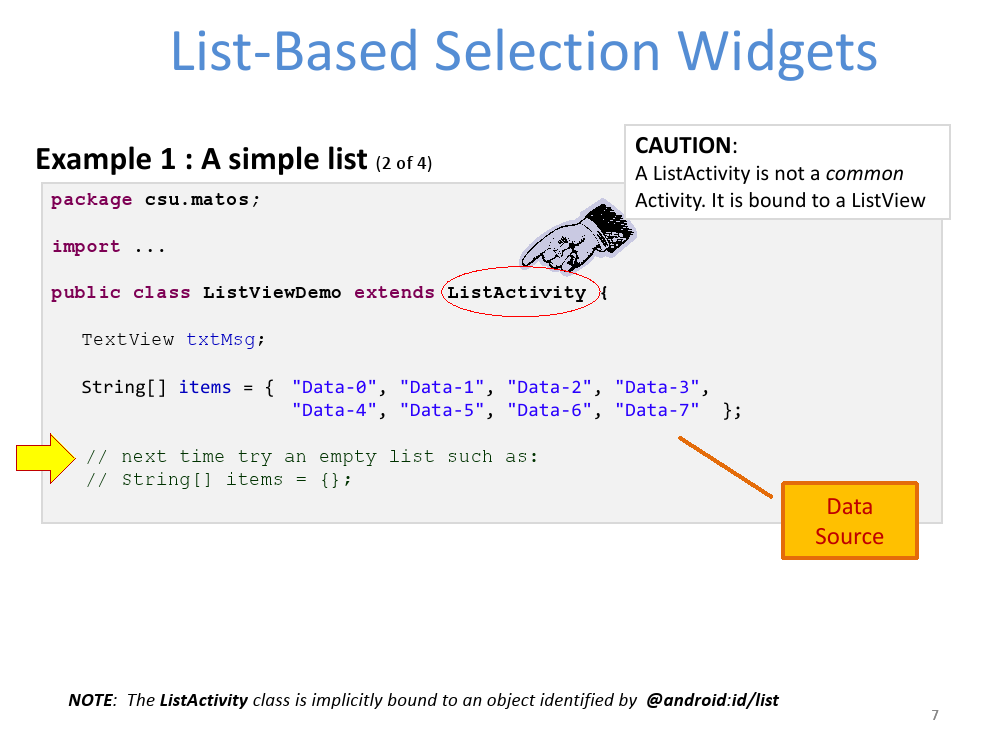 List-Based Selection Widgets
CAUTION:
A ListActivity is not a common
Activity. It is bound to a ListView
Example 1 : A simple list (2 of 4)
package csu.matos;
import ...
public class ListViewDemo extends ListActivity {
TextView txtMsg;
String[] items = { "Data-0", "Data-1", "Data-2", "Data-3",
"Data-4", "Data-5", "Data-6", "Data-7" };
// next time try an empty list such as:
// String[] items = {};
Data
Source
NOTE: The ListActivity class is implicitly bound to an object identified by @android:id/list
7